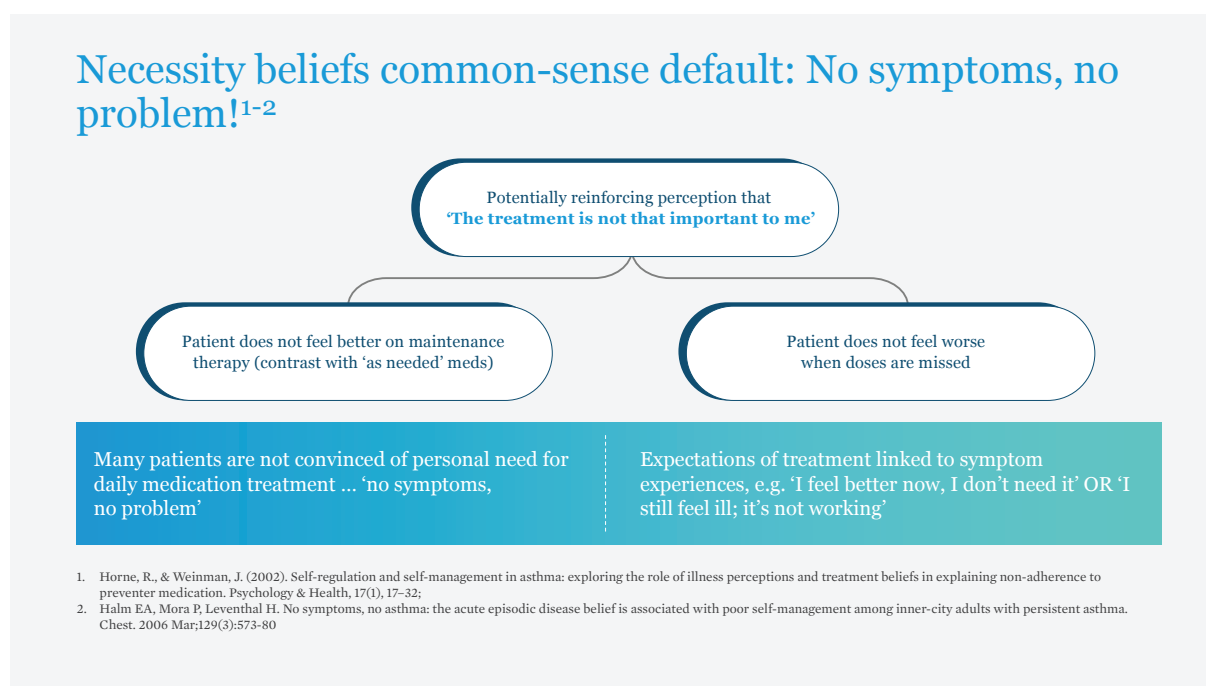 Necessity beliefs common-sense default: No symptoms, no
problem!¹⁻²
Potentially reinforcing perception that
‘The treatment is not that important to me’
Patient does not feel better on maintenance
therapy (contrast with ‘as needed’ meds)
Patient does not feel worse
when doses are missed
Many patients are not convinced of personal need for
daily medication treatment … ‘no symptoms,
no problem’
Expectations of treatment linked to symptom
experiences, e.g. ‘I feel better now, I don’t need it’ OR ‘I
still feel ill; it’s not working’
1. Horne, R., & Weinman, J. (2002). Self-regulation and self-management in asthma: exploring the role of illness perceptions and treatment beliefs in explaining non-adherence to
preventer medication. Psychology & Health, 17(1), 17–32;
2. Halm EA, Mora P, Leventhal H. No symptoms, no asthma: the acute episodic disease belief is associated with poor self-management among inner-city adults with persistent asthma.
Chest. 2006 Mar;129(3):573-80